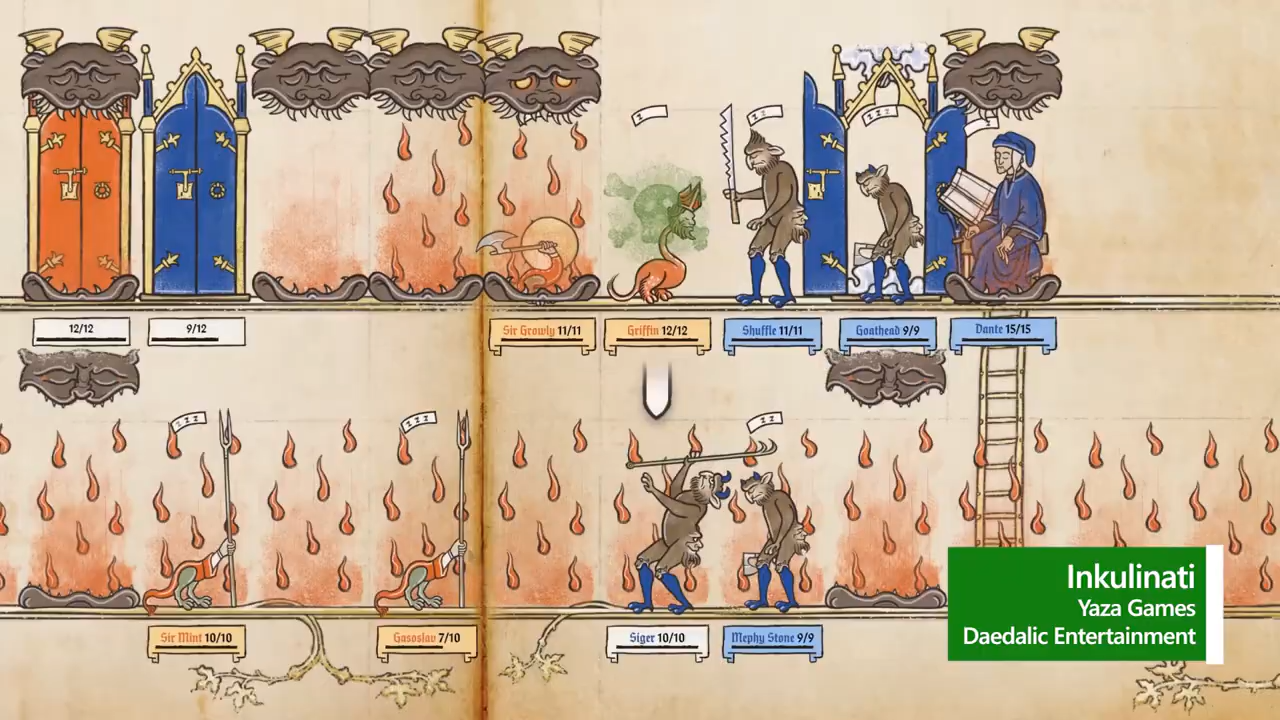 z
z z
z z z
z z
12/12
9/12
Sir Growly 11/11
Griffin 12/12
Shuffle 11/11
Goathead 9/9
Dante 15/15
z z z
z z z
z z
Sir Mint 10/10
Gasoslav 7/10
Siger 10/10
Mephy Stone 9/9
Inkulinati
Yaza Games
Daedalic Entertainment